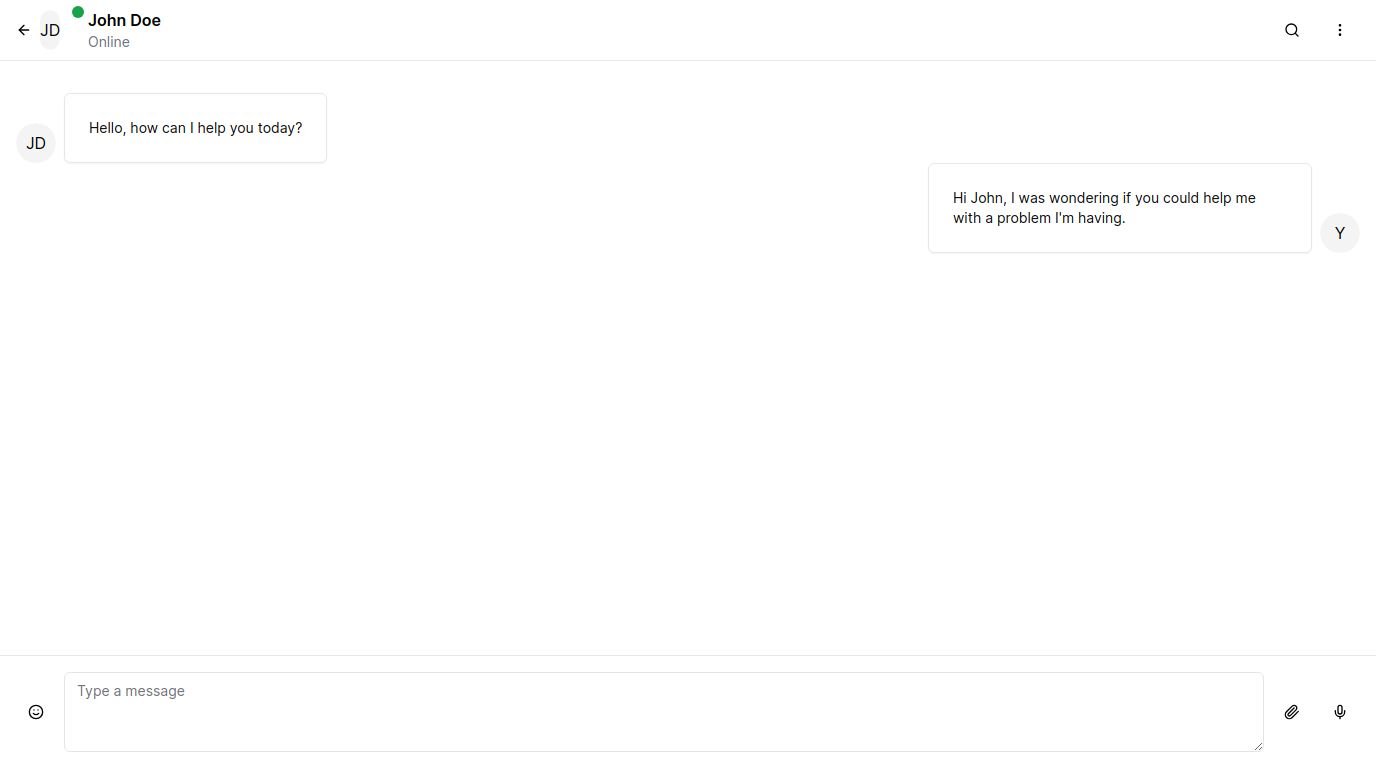 JD
John Doe
Online
JD
Hello, how can I help you today?
Hi John, I was wondering if you could help me
with a problem I'm having.
Y
Type a message